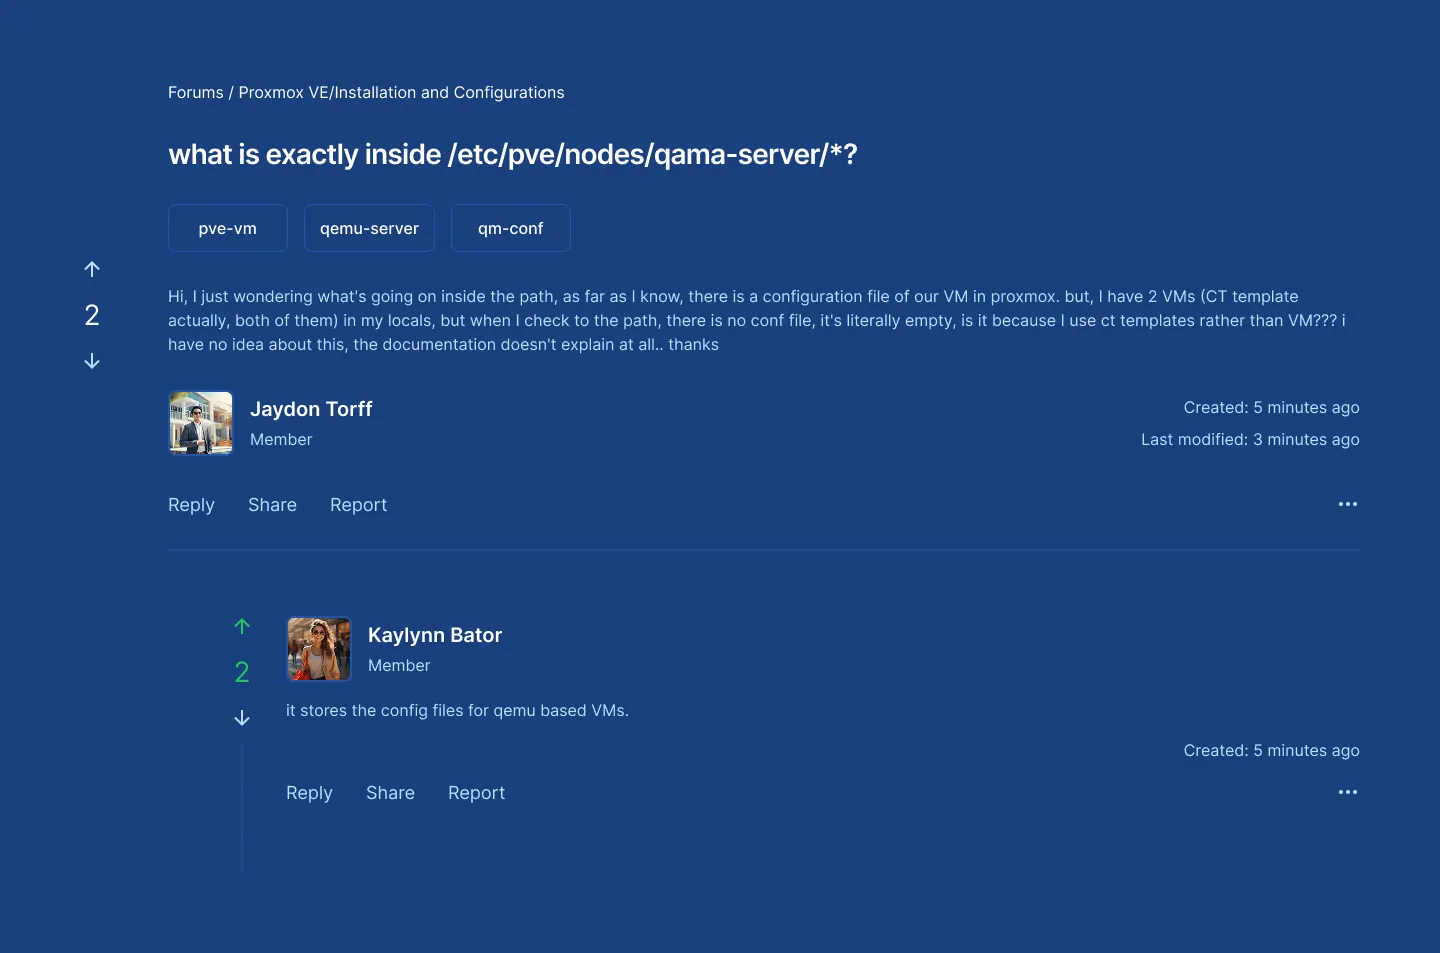 Forums / Proxmox VE/Installation and Configurations
what is exactly inside /etc/pve/nodes/qama-server/*?
pve-vm
qemu-server
qm-conf
2
Hi, I just wondering what's going on inside the path, as far as I know, there is a configuration file of our VM in proxmox. but, I have 2 VMs (CT template
actually, both of them) in my locals, but when I check to the path, there is no conf file, it's literally empty, is it because I use ct templates rather than VM??? i
have no idea about this, the documentation doesn't explain at all.. thanks
Jaydon Torff
Member
Created: 5 minutes ago
Last modified: 3 minutes ago
Reply
Share
Report
2
Kaylynn Bator
Member
it stores the config files for qemu based VMs.
Created: 5 minutes ago
Reply
Share
Report